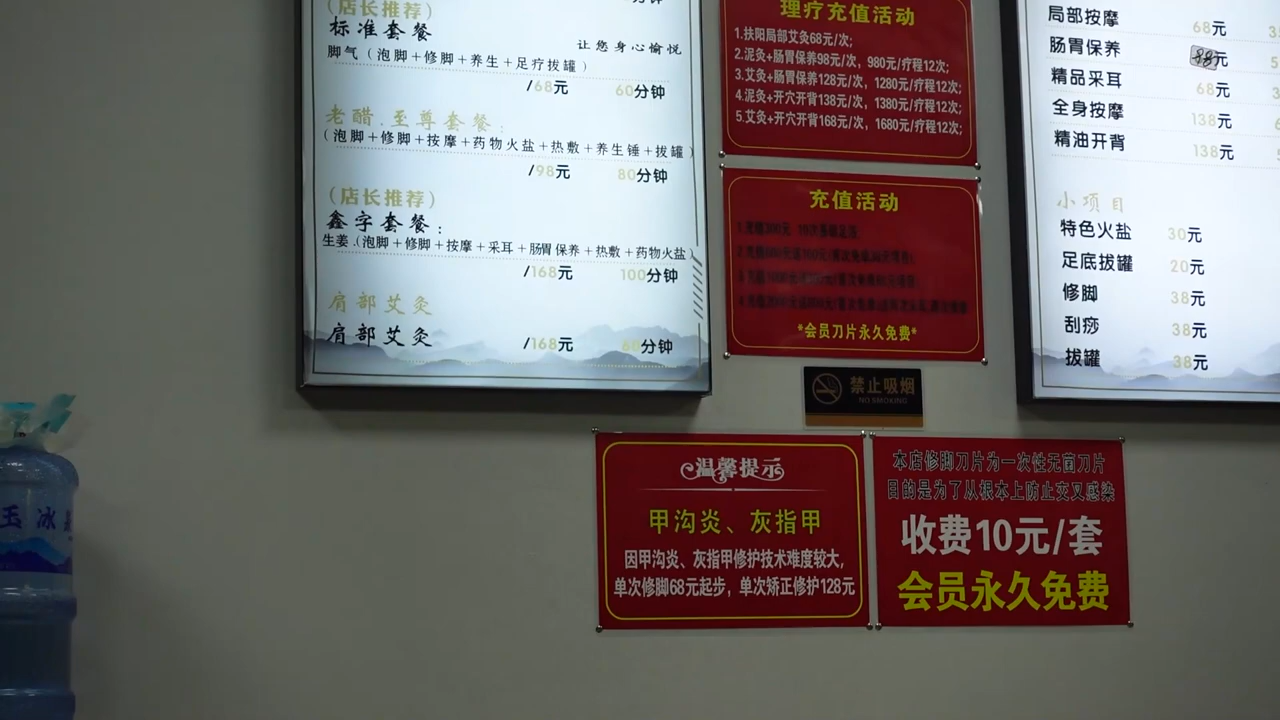 (店长推荐)
标准套餐
让您身心愉悦
脚气(泡脚+修脚+养生+足疗拔罐)
/68元 60分钟
老醋.至尊套餐:
(泡脚+修脚+按摩+药物火盐+热敷+养生锤+拔罐)
/98元 80分钟
(店长推荐)
鑫字套餐:
生姜.(泡脚+修脚+按摩+采耳+肠胃保养+热敷+药物火盐)
/168元 100分钟
肩部艾灸
肩部艾灸 /168元 60分钟
理疗充值活动
1.扶阳局部艾灸68元/次;
2.泥灸+肠胃保养98元/次, 980元/疗程12次;
3.艾灸+肠胃保养128元/次, 1280元/疗程12次;
4.泥灸+开穴开背138元/次, 1380元/疗程12次;
5.艾灸+开穴开背168元/次, 1680元/疗程12次;
充值活动
*会员刀片永久免费*
禁止吸烟
NO SMOKING
局部按摩 68元
肠胃保养 元
精品采耳 68元
全身按摩 138元
精油开背 138元
小项目
特色火盐 30元
足底拔罐 20元
修脚 38元
刮痧 38元
拔罐 38元
温馨提示
甲沟炎、灰指甲
因甲沟炎、灰指甲修护技术难度较大,
单次修脚68元起步, 单次矫正修护128元
本店修脚刀片为一次性无菌刀片
目的是为了从根本上防止交叉感染
收费10元/套
会员永久免费
玉冰